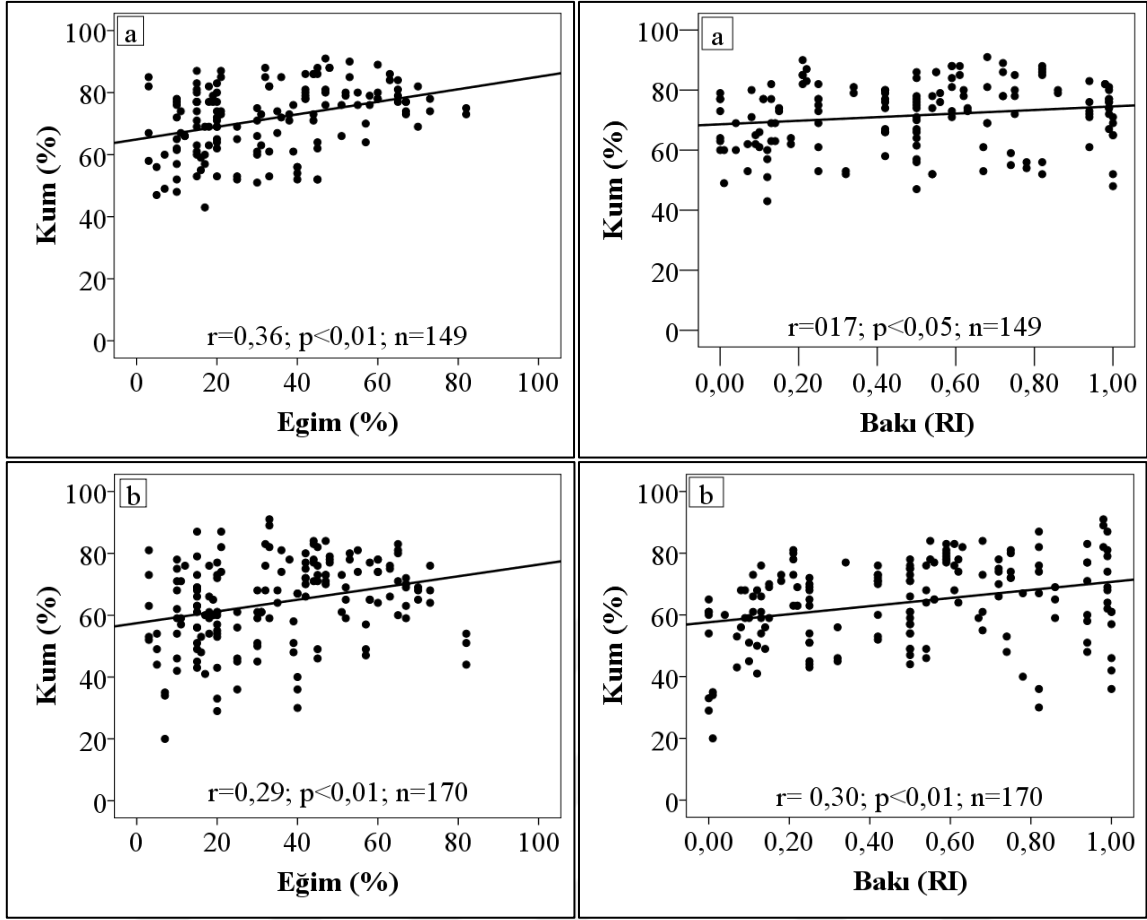 a
Kum (%)
100
80
60
40
20
0
r=0,36; p<0,01; n=149
0 20 40 60 80 100
Egim (%)
a
Kum (%)
100
80
60
40
20
0
r=017; p<0,05; n=149
0,00 0,20 0,40 0,60 0,80 1,00
Bakı (RI)
b
Kum (%)
100
80
60
40
20
0
r=0,29; p<0,01; n=170
0 20 40 60 80 100
Eğim (%)
b
Kum (%)
100
80
60
40
20
0
r= 0,30; p<0,01; n=170
0,00 0,20 0,40 0,60 0,80 1,00
Bakı (RI)